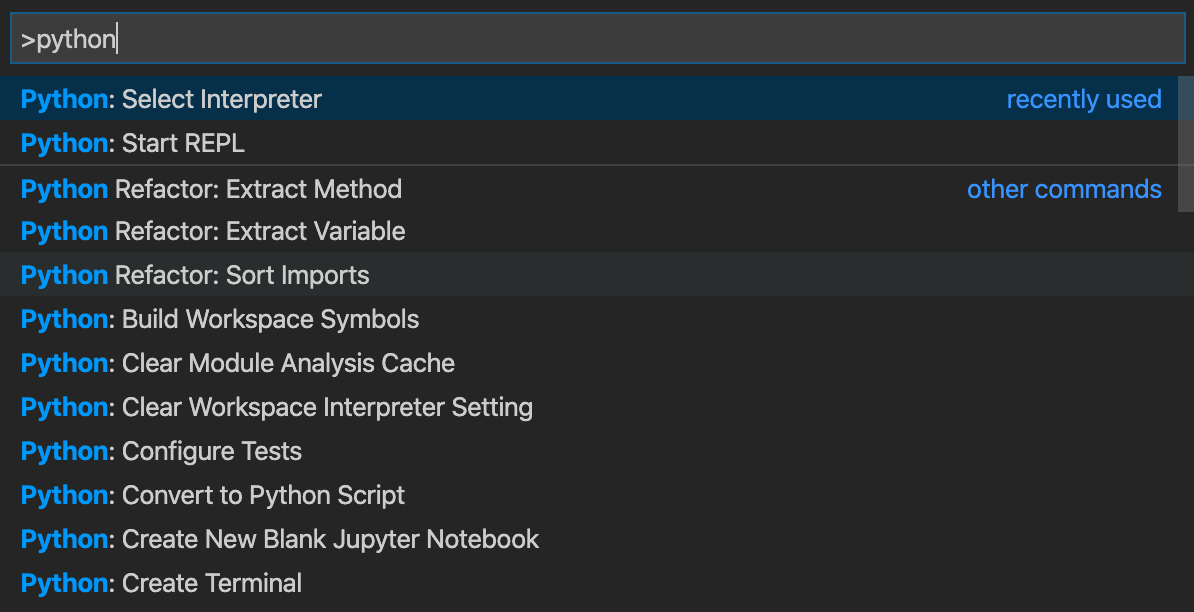 >python
Python: Select Interpreter recently used
Python: Start REPL
Python Refactor: Extract Method other commands
Python Refactor: Extract Variable
Python Refactor: Sort Imports
Python: Build Workspace Symbols
Python: Clear Module Analysis Cache
Python: Clear Workspace Interpreter Setting
Python: Configure Tests
Python: Convert to Python Script
Python: Create New Blank Jupyter Notebook
Python: Create Terminal